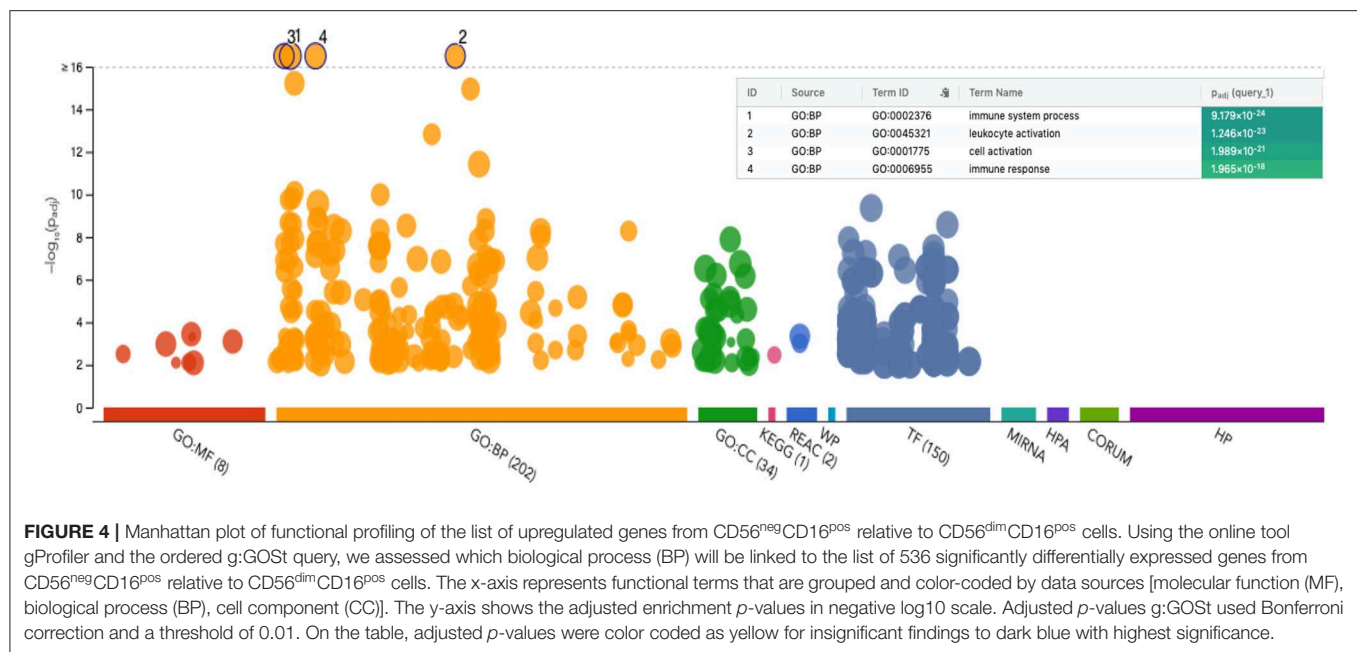 31 4 2
≥ 16
14
12
10
8
6
4
2
0
−log10(padj)
ID Source Term ID Term Name padj (query_1)
1 GO:BP GO:0002376 immune system process 9.179×10⁻²⁴
2 GO:BP GO:0045321 leukocyte activation 1.246×10⁻²³
3 GO:BP GO:0001775 cell activation 1.989×10⁻²¹
4 GO:BP GO:0006955 immune response 1.965×10⁻¹⁸
GO:MF (8) GO:BP (202) GO:CC (34) KEGG (1) REAC (2) WP TF (150) MIRNA HPA CORUM HP
FIGURE 4 | Manhattan plot of functional profiling of the list of upregulated genes from CD56negCD16pos relative to CD56dimCD16pos cells. Using the online tool
gProfiler and the ordered g:GOSt query, we assessed which biological process (BP) will be linked to the list of 536 significantly differentially expressed genes from
CD56negCD16pos relative to CD56dimCD16pos cells. The x-axis represents functional terms that are grouped and color-coded by data sources [molecular function (MF),
biological process (BP), cell component (CC)]. The y-axis shows the adjusted enrichment p-values in negative log10 scale. Adjusted p-values g:GOSt used Bonferroni
correction and a threshold of 0.01. On the table, adjusted p-values were color coded as yellow for insignificant findings to dark blue with highest significance.